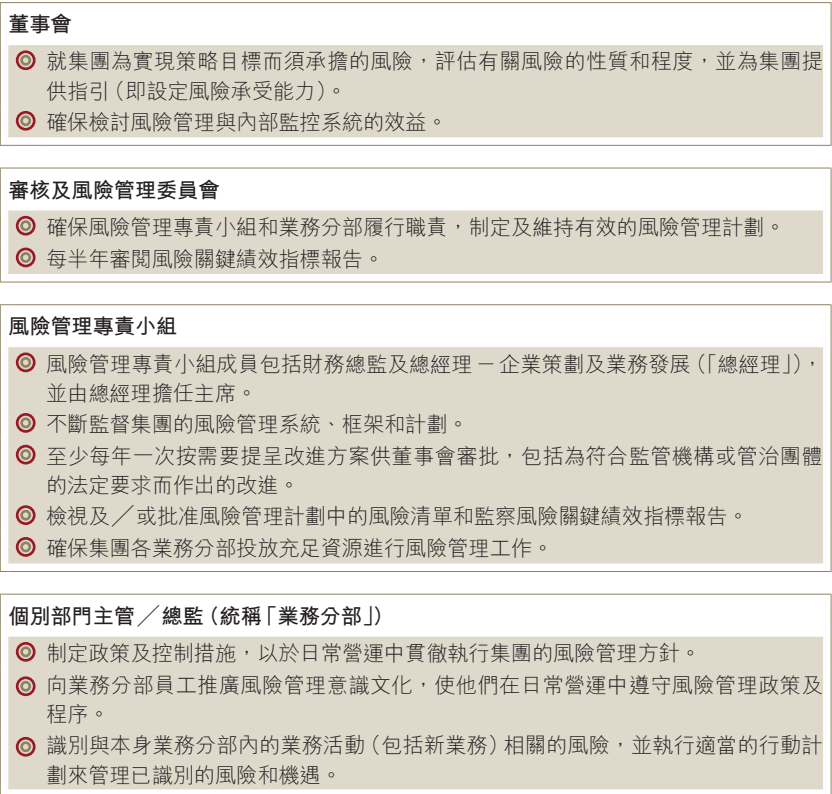 董事會
就集團為實現策略目標而須承擔的風險，評估有關風險的性質和程度，並為集團提
供指引（即設定風險承受能力）。
確保檢討風險管理與內部監控系統的效益。
審核及風險管理委員會
確保風險管理專責小組和業務分部履行職責，制定及維持有效的風險管理計劃。
每半年審閱風險關鍵績效指標報告。
風險管理專責小組
風險管理專責小組成員包括財務總監及總經理 － 企業策劃及業務發展（「總經理」），
並由總經理擔任主席。
不斷監督集團的風險管理系統、框架和計劃。
至少每年一次按需要提呈改進方案供董事會審批，包括為符合監管機構或管治團體
的法定要求而作出的改進。
檢視及／或批准風險管理計劃中的風險清單和監察風險關鍵績效指標報告。
確保集團各業務分部投放充足資源進行風險管理工作。
個別部門主管／總監（統稱「業務分部」）
制定政策及控制措施，以於日常營運中貫徹執行集團的風險管理方針。
向業務分部員工推廣風險管理意識文化，使他們在日常營運中遵守風險管理政策及
程序。
識別與本身業務分部內的業務活動（包括新業務）相關的風險，並執行適當的行動計
劃來管理已識別的風險和機遇。